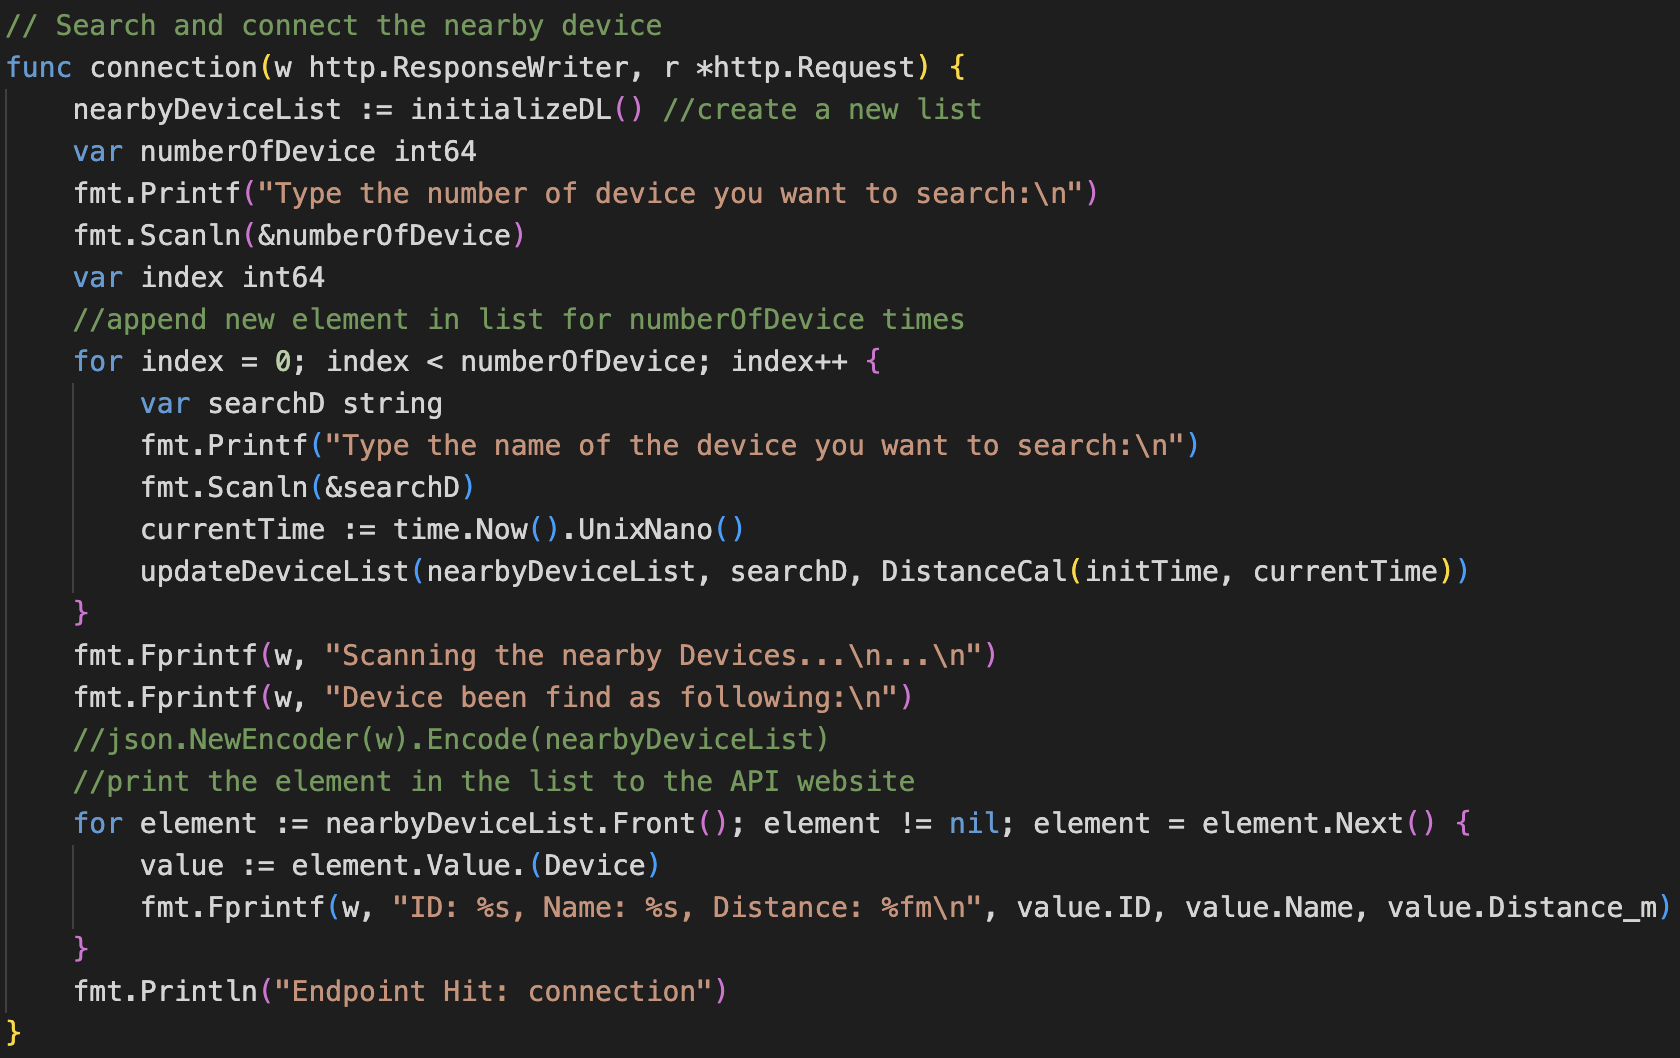 // Search and connect the nearby device
func connection(w http.ResponseWriter, r *http.Request) {
    nearbyDeviceList := initializeDL() //create a new list
    var numberOfDevice int64
    fmt.Printf("Type the number of device you want to search:\n")
    fmt.Scanln(&numberOfDevice)
    var index int64
    //append new element in list for numberOfDevice times
    for index = 0; index < numberOfDevice; index++ {
        var searchD string
        fmt.Printf("Type the name of the device you want to search:\n")
        fmt.Scanln(&searchD)
        currentTime := time.Now().UnixNano()
        updateDeviceList(nearbyDeviceList, searchD, DistanceCal(initTime, currentTime))
    }
    fmt.Fprintf(w, "Scanning the nearby Devices...\n...\n")
    fmt.Fprintf(w, "Device been find as following:\n")
    //json.NewEncoder(w).Encode(nearbyDeviceList)
    //print the element in the list to the API website
    for element := nearbyDeviceList.Front(); element != nil; element = element.Next() {
        value := element.Value.(Device)
        fmt.Fprintf(w, "ID: %s, Name: %s, Distance: %fm\n", value.ID, value.Name, value.Distance_m)
    }
    fmt.Println("Endpoint Hit: connection")
}